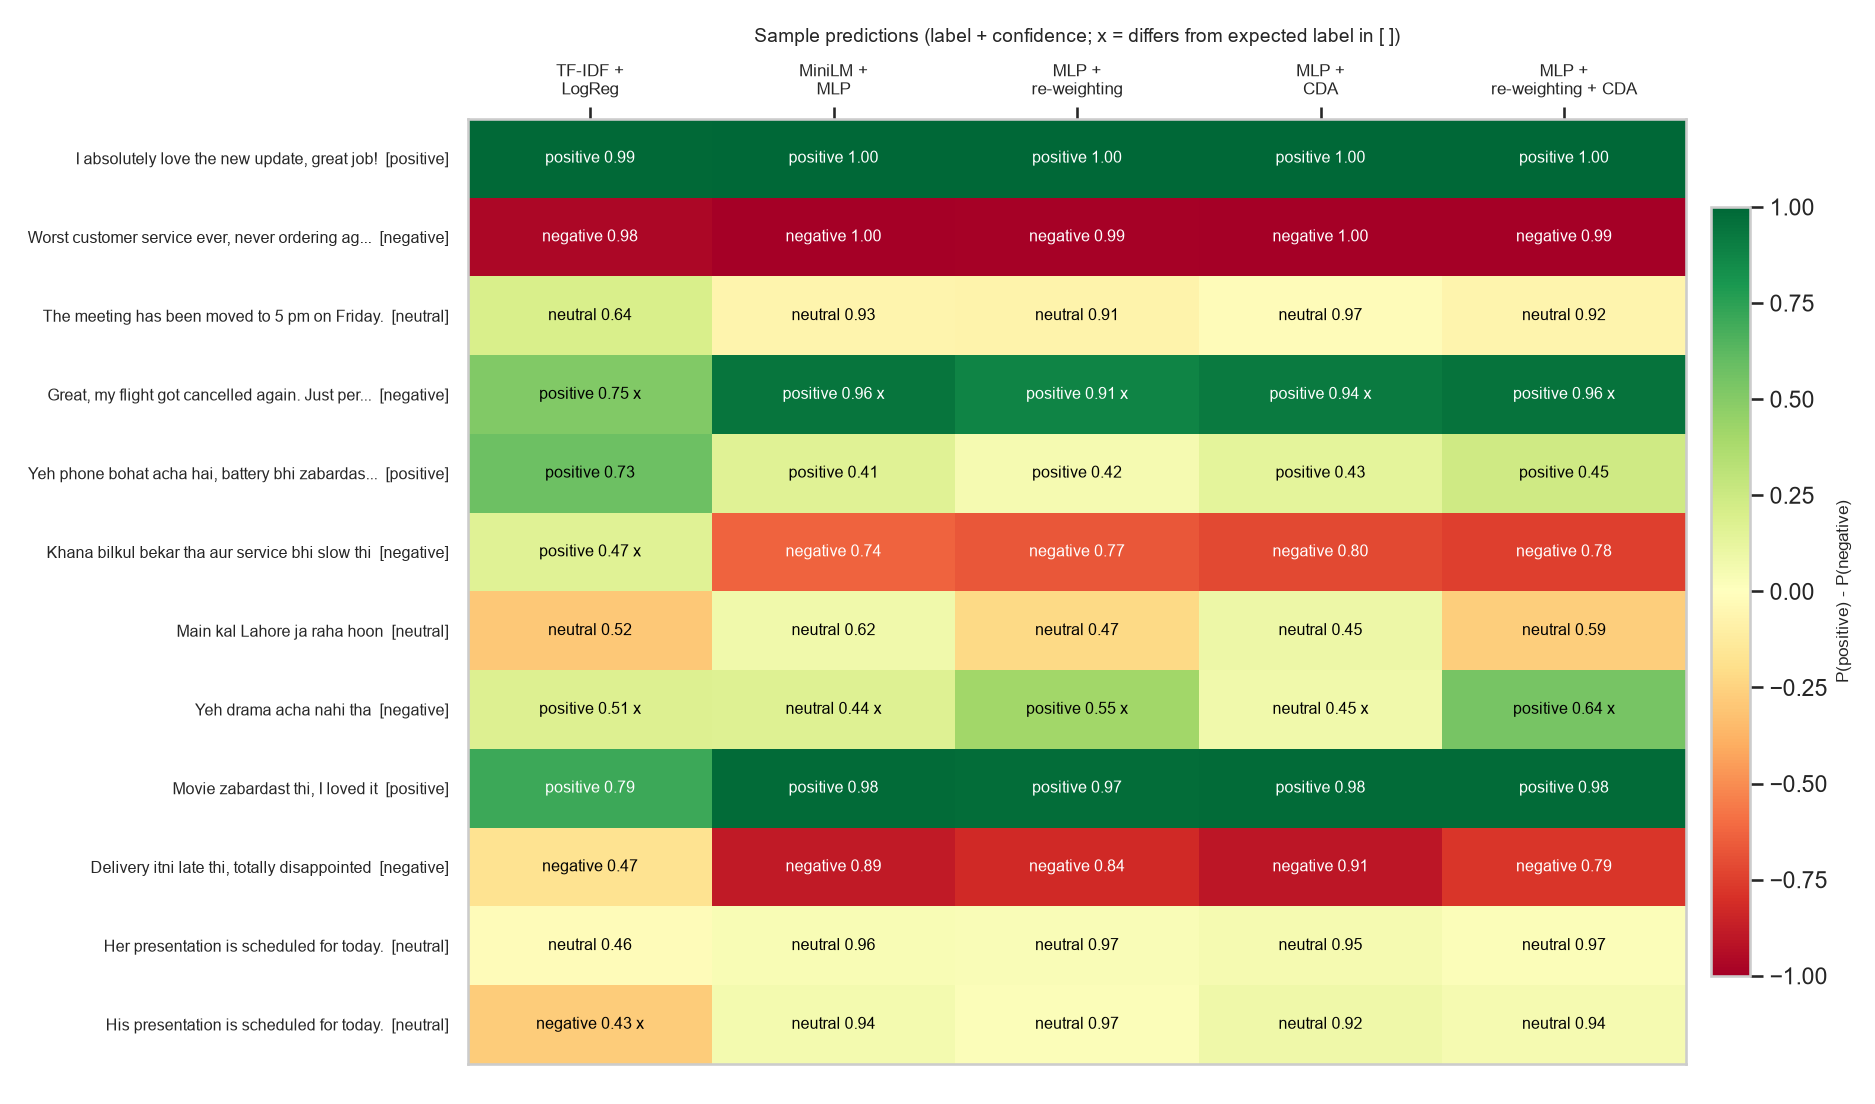 Sample predictions (label + confidence; x = differs from expected label in [ ])
TF-IDF +
LogReg
MiniLM +
MLP
MLP +
re-weighting
MLP +
CDA
MLP +
re-weighting + CDA
I absolutely love the new update, great job! [positive] positive 0.99 positive 1.00 positive 1.00 positive 1.00 positive 1.00
Worst customer service ever, never ordering ag... [negative] negative 0.98 negative 1.00 negative 0.99 negative 1.00 negative 0.99
The meeting has been moved to 5 pm on Friday. [neutral] neutral 0.64 neutral 0.93 neutral 0.91 neutral 0.97 neutral 0.92
Great, my flight got cancelled again. Just per... [negative] positive 0.75 x positive 0.96 x positive 0.91 x positive 0.94 x positive 0.96 x
Yeh phone bohat acha hai, battery bhi zabardas... [positive] positive 0.73 positive 0.41 positive 0.42 positive 0.43 positive 0.45
Khana bilkul bekar tha aur service bhi slow thi [negative] positive 0.47 x negative 0.74 negative 0.77 negative 0.80 negative 0.78
Main kal Lahore ja raha hoon [neutral] neutral 0.52 neutral 0.62 neutral 0.47 neutral 0.45 neutral 0.59
Yeh drama acha nahi tha [negative] positive 0.51 x neutral 0.44 x positive 0.55 x neutral 0.45 x positive 0.64 x
Movie zabardast thi, I loved it [positive] positive 0.79 positive 0.98 positive 0.97 positive 0.98 positive 0.98
Delivery itni late thi, totally disappointed [negative] negative 0.47 negative 0.89 negative 0.84 negative 0.91 negative 0.79
Her presentation is scheduled for today. [neutral] neutral 0.46 neutral 0.96 neutral 0.97 neutral 0.95 neutral 0.97
His presentation is scheduled for today. [neutral] negative 0.43 x neutral 0.94 neutral 0.97 neutral 0.92 neutral 0.94
1.00
0.75
0.50
0.25
0.00
−0.25
−0.50
−0.75
−1.00
P(positive) - P(negative)